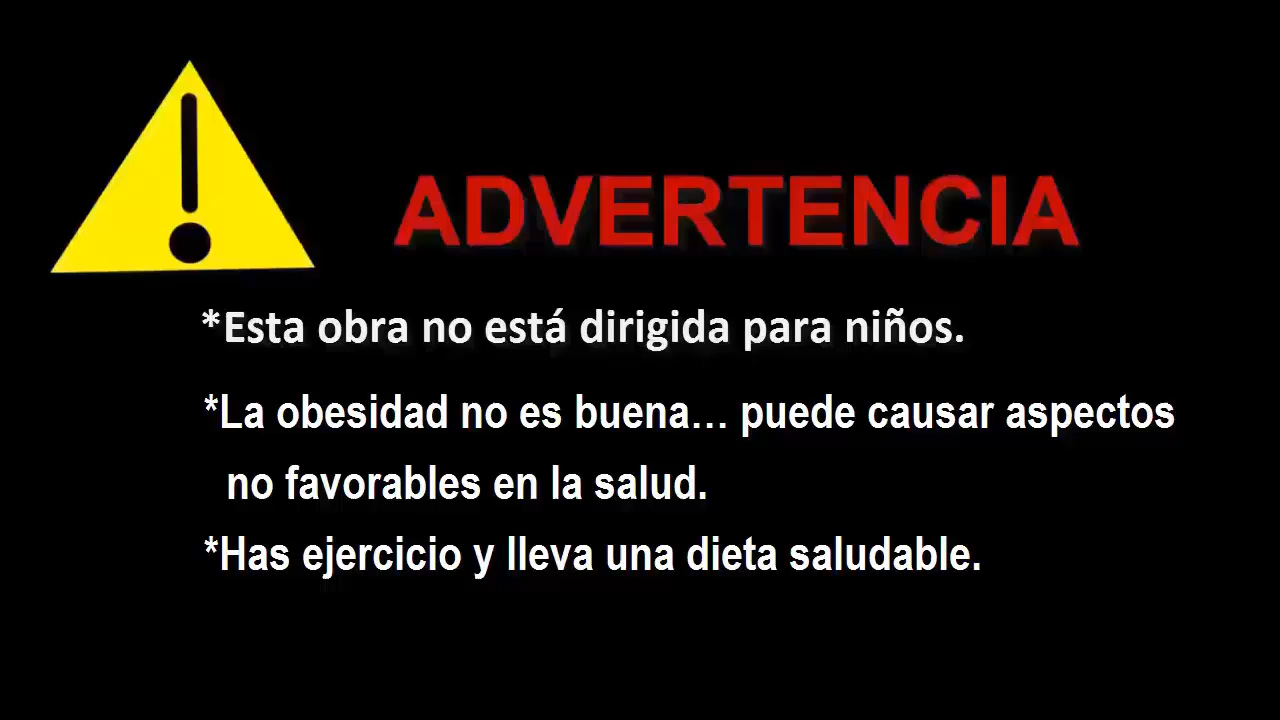 ADVERTENCIA
*Esta obra no está dirigida para niños.
*La obesidad no es buena... puede causar aspectos
no favorables en la salud.
*Has ejercicio y lleva una dieta saludable.